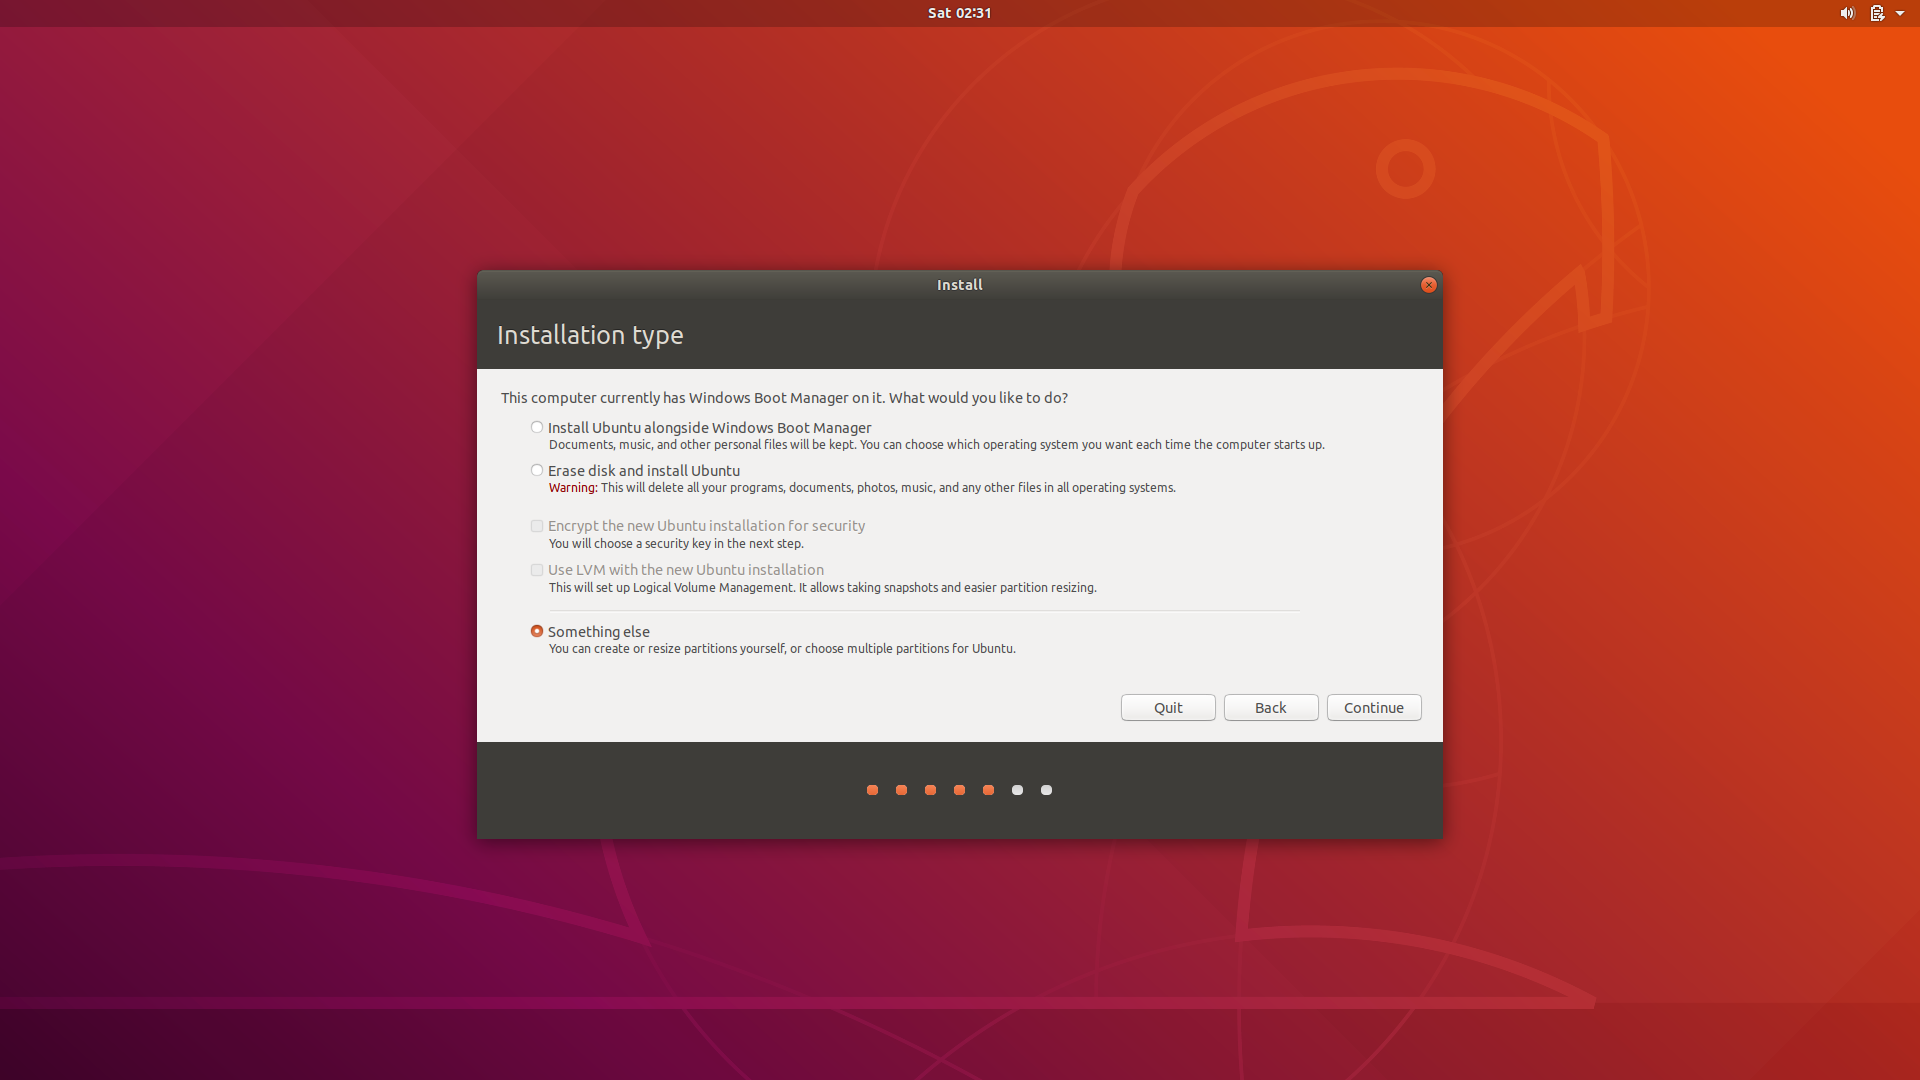 Sat 02:31
Install
Installation type
This computer currently has Windows Boot Manager on it. What would you like to do?
Install Ubuntu alongside Windows Boot Manager
Documents, music, and other personal files will be kept. You can choose which operating system you want each time the computer starts up.
Erase disk and install Ubuntu
Warning: This will delete all your programs, documents, photos, music, and any other files in all operating systems.
Encrypt the new Ubuntu installation for security
You will choose a security key in the next step.
Use LVM with the new Ubuntu installation
This will set up Logical Volume Management. It allows taking snapshots and easier partition resizing.
Something else
You can create or resize partitions yourself, or choose multiple partitions for Ubuntu.
Quit Back Continue